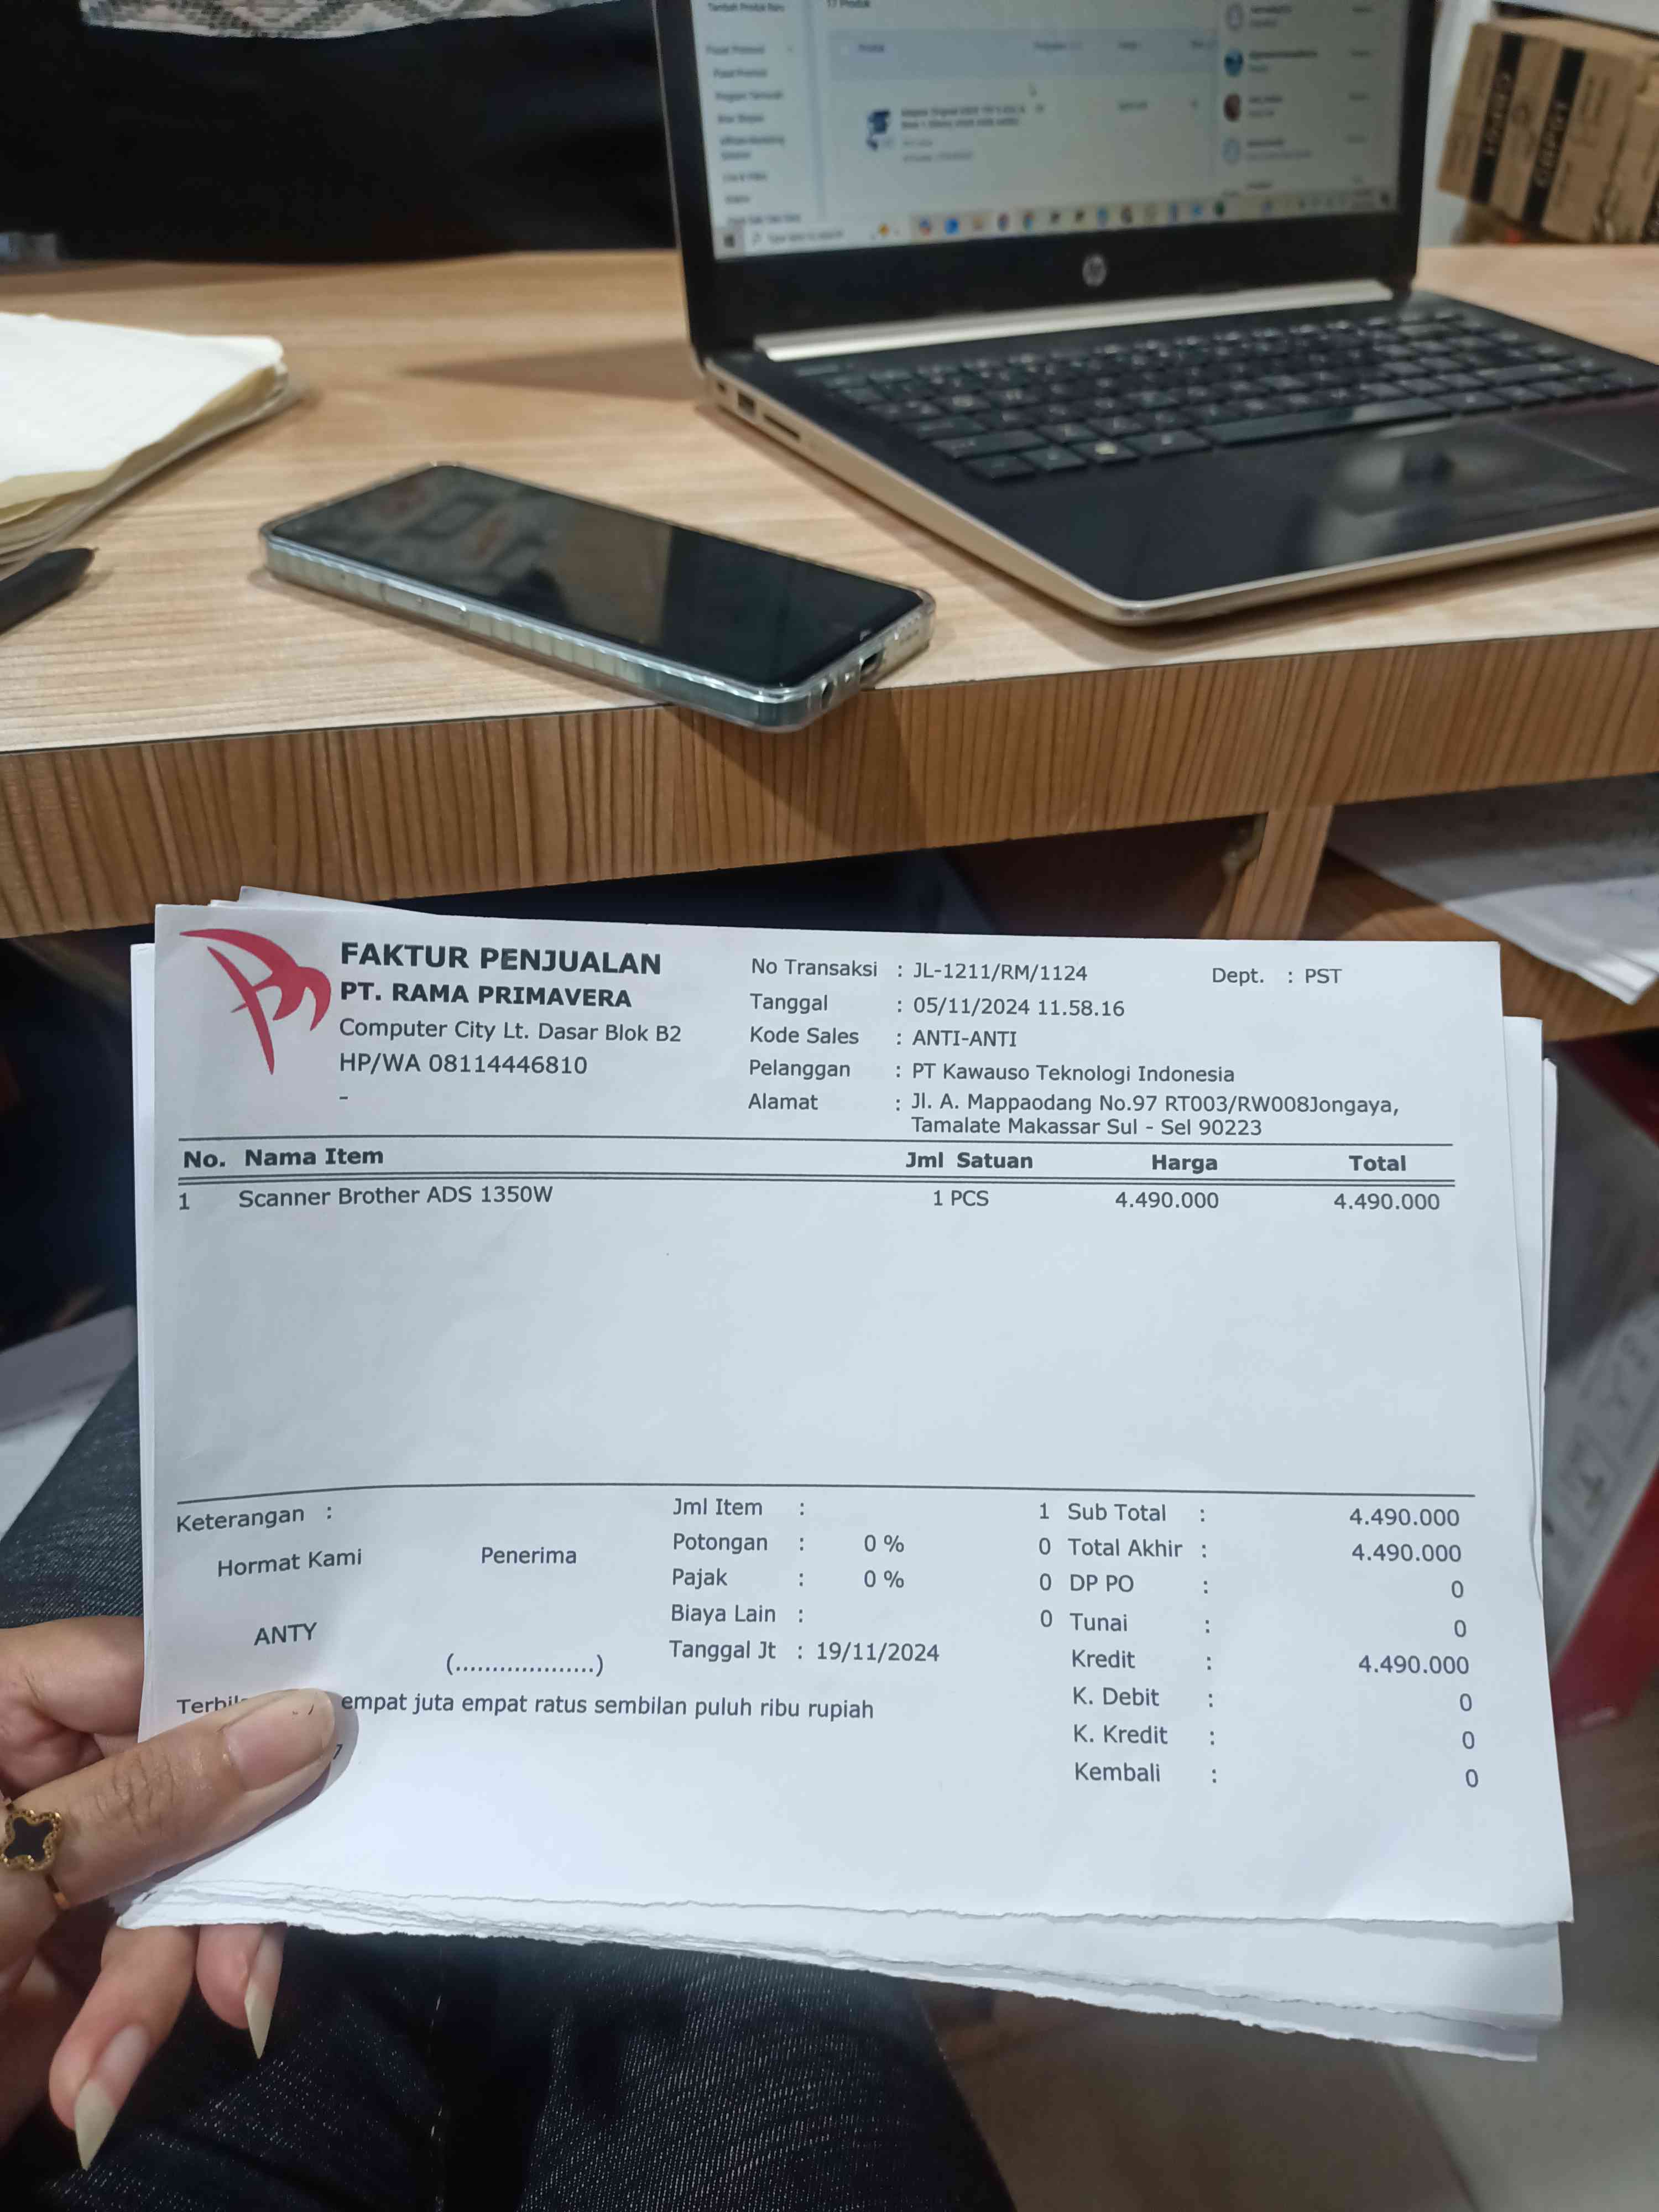 FAKTUR PENJUALAN
PT. RAMA PRIMAVERA
Computer City Lt. Dasar Blok B2
HP/WA 08114446810
-
No Transaksi : JL-1211/RM/1124 Dept. : PST
Tanggal : 05/11/2024 11.58.16
Kode Sales : ANTI-ANTI
Pelanggan : PT Kawauso Teknologi Indonesia
Alamat : Jl. A. Mappaodang No.97 RT003/RW008Jongaya,
Tamalate Makassar Sul - Sel 90223
No. Nama Item Jml Satuan Harga Total
1 Scanner Brother ADS 1350W 1 PCS 4.490.000 4.490.000
Keterangan :
Hormat Kami Penerima
ANTY
(...................)
Jml Item : 1
Potongan : 0 % 0
Pajak : 0 % 0
Biaya Lain : 0
Tanggal Jt : 19/11/2024
Sub Total : 4.490.000
Total Akhir : 4.490.000
DP PO : 0
Tunai : 0
Kredit : 4.490.000
K. Debit : 0
K. Kredit : 0
Kembali : 0
empat juta empat ratus sembilan puluh ribu rupiah
hp